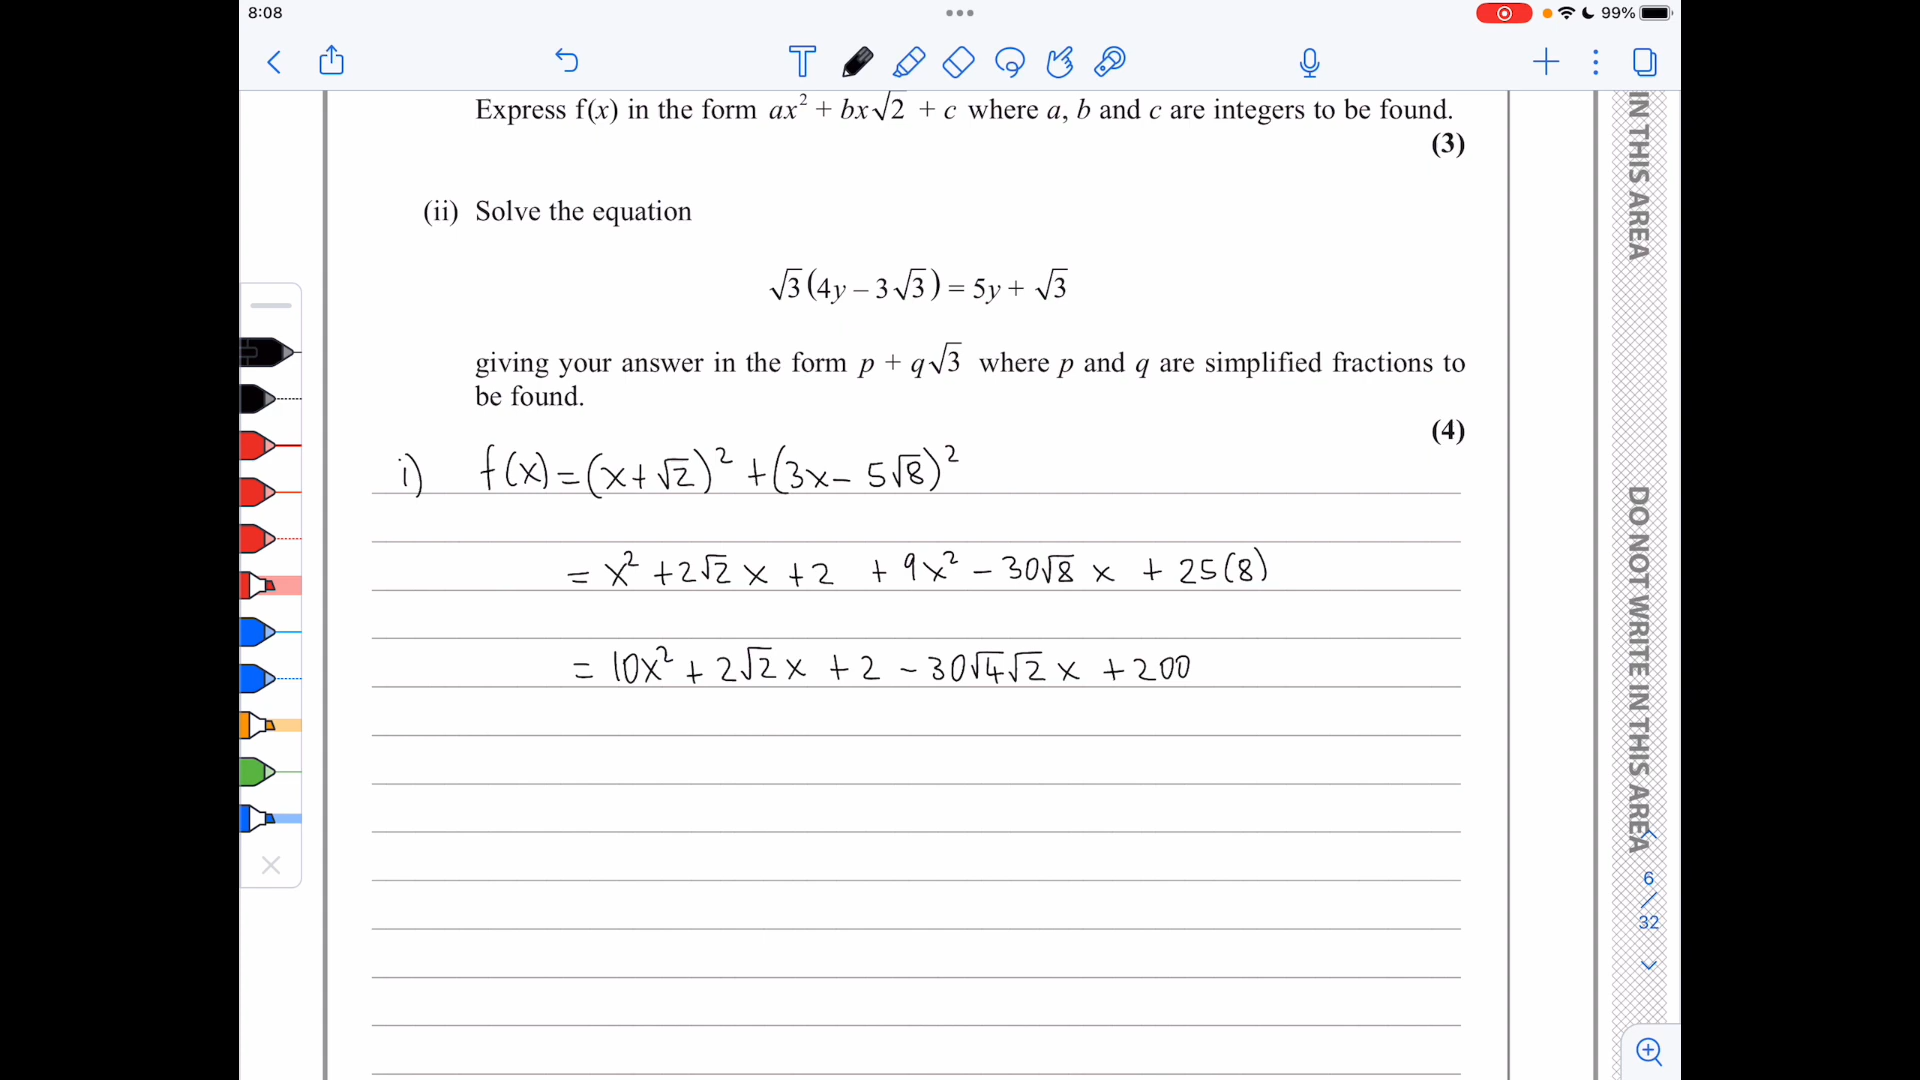 8:08
99%
Express f(x) in the form ax² + bx√2 + c where a, b and c are integers to be found.
(3)
(ii) Solve the equation
√3(4y – 3√3) = 5y + √3
giving your answer in the form p + q√3 where p and q are simplified fractions to
be found.
(4)
i) f(x) = (x+√2)² + (3x – 5√8)²
= x² + 2√2 x + 2 + 9x² – 30√8 x + 25(8)
= 10x² + 2√2 x + 2 – 30√4√2 x + 200
IN THIS AREA
DO NOT WRITE IN THIS AREA
6
/
32